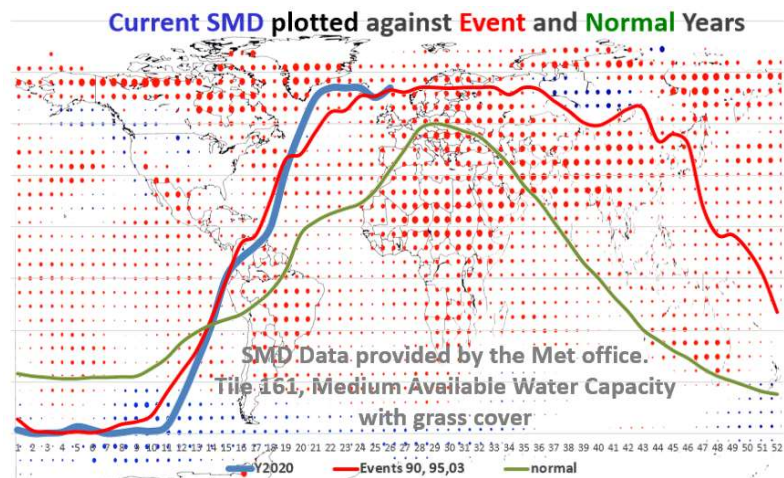 Current SMD plotted against Event and Normal Years
SMD Data provided by the Met office.
Tile 161, Medium Available Water Capacity
with grass cover
1 2 3 4 5 6 7 8 9 10 11 12 13 14 15 16 17 18 19 20 21 22 23 24 25 26 27 28 29 30 31 32 33 34 35 36 37 38 39 40 41 42 43 44 45 46 47 48 49 50 51 52
Y2020 Events 90, 95,03 normal